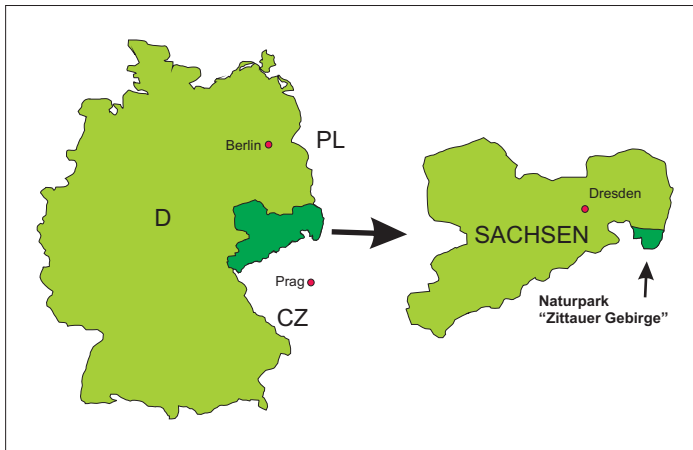 Berlin
PL
D
Prag
CZ
Dresden
SACHSEN
Naturpark
“Zittauer Gebirge”